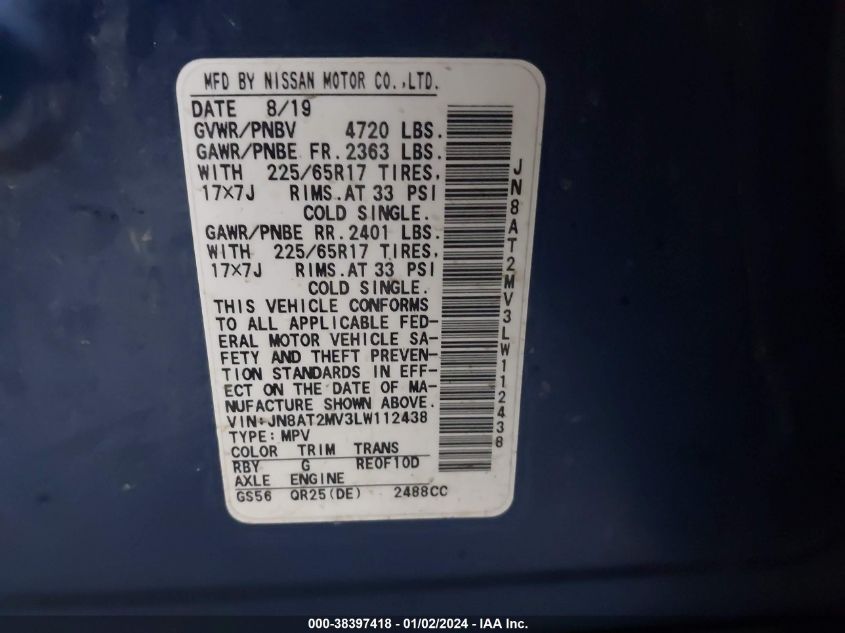 MFD BY NISSAN MOTOR CO.,LTD.
DATE 8/19
GVWR/PNBV 4720 LBS.
GAWR/PNBE FR. 2363 LBS.
WITH 225/65R17 TIRES,
17×7J RIMS.AT 33 PSI
COLD SINGLE.
GAWR/PNBE RR. 2401 LBS.
WITH 225/65R17 TIRES,
17×7J RIMS.AT 33 PSI
COLD SINGLE.
THIS VEHICLE CONFORMS
TO ALL APPLICABLE FED-
ERAL MOTOR VEHICLE SA-
FETY AND THEFT PREVEN-
TION STANDARDS IN EFF-
ECT ON THE DATE OF MA-
NUFACTURE SHOWN ABOVE.
VIN:JN8AT2MV3LW112438
TYPE:MPV
COLOR TRIM TRANS
RBY G RE0F10D
AXLE ENGINE
GS56 QR25(DE) 2488CC
JN8AT2MV3LW112438
000-38397418 - 01/02/2024 - IAA Inc.